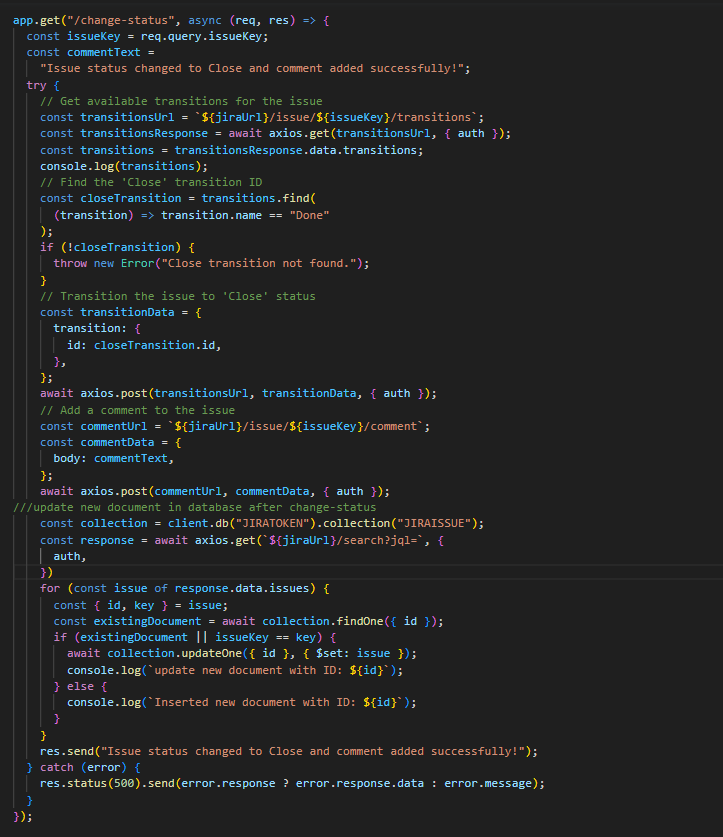 app.get("/change-status", async (req, res) => {
  const issueKey = req.query.issueKey;
  const commentText =
    "Issue status changed to Close and comment added successfully!";
  try {
    // Get available transitions for the issue
    const transitionsUrl = `${jiraUrl}/issue/${issueKey}/transitions`;
    const transitionsResponse = await axios.get(transitionsUrl, { auth });
    const transitions = transitionsResponse.data.transitions;
    console.log(transitions);
    // Find the 'Close' transition ID
    const closeTransition = transitions.find(
      (transition) => transition.name == "Done"
    );
    if (!closeTransition) {
      throw new Error("Close transition not found.");
    }
    // Transition the issue to 'Close' status
    const transitionData = {
      transition: {
        id: closeTransition.id,
      },
    };
    await axios.post(transitionsUrl, transitionData, { auth });
    // Add a comment to the issue
    const commentUrl = `${jiraUrl}/issue/${issueKey}/comment`;
    const commentData = {
      body: commentText,
    };
    await axios.post(commentUrl, commentData, { auth });
///update new document in database after change-status
    const collection = client.db("JIRATOKEN").collection("JIRAISSUE");
    const response = await axios.get(`${jiraUrl}/search?jql=`, {
      auth,
    })
    for (const issue of response.data.issues) {
      const { id, key } = issue;
      const existingDocument = await collection.findOne({ id });
      if (existingDocument || issueKey == key) {
        await collection.updateOne({ id }, { $set: issue });
        console.log(`update new document with ID: ${id}`);
      } else {
        console.log(`Inserted new document with ID: ${id}`);
      }
    }
    res.send("Issue status changed to Close and comment added successfully!");
  } catch (error) {
    res.status(500).send(error.response ? error.response.data : error.message);
  }
});